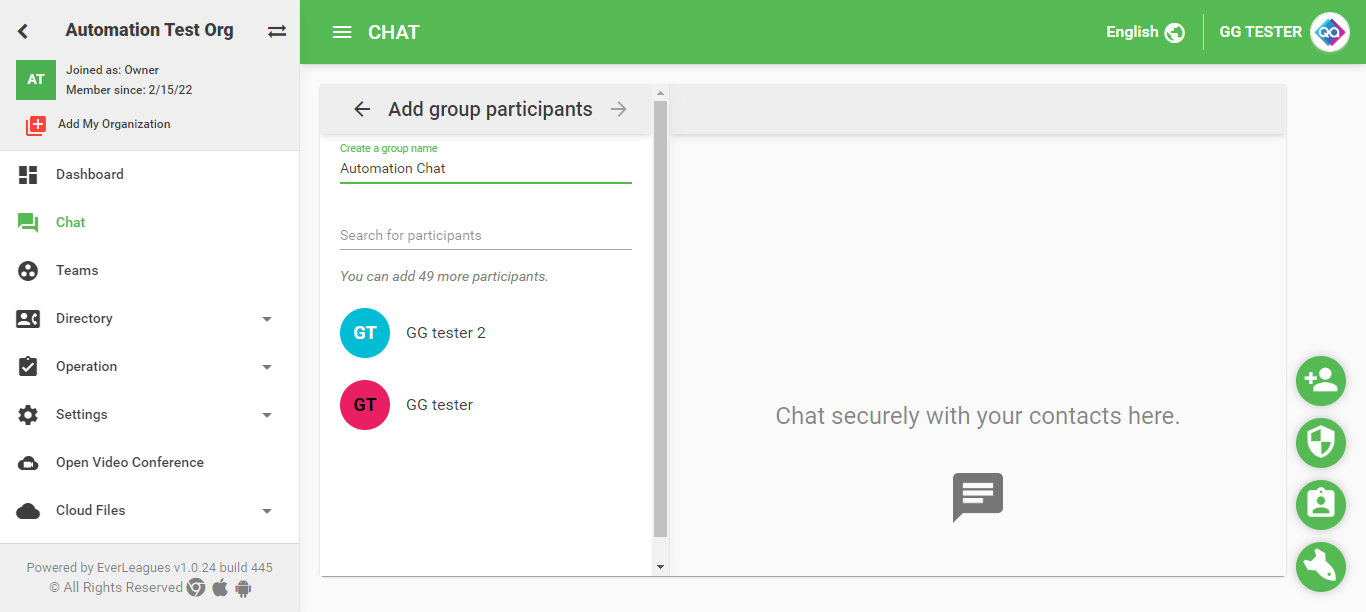 Automation Test Org
AT
Joined as: Owner
Member since: 2/15/22
Add My Organization
Dashboard
Chat
Teams
Directory
Operation
Settings
Open Video Conference
Cloud Files
Powered by EverLeagues v1.0.24 build 445
© All Rights Reserved
CHAT
English
GG TESTER
QA
Add group participants
Create a group name
Automation Chat
Search for participants
You can add 49 more participants.
GT
GG tester 2
GT
GG tester
Chat securely with your contacts here.